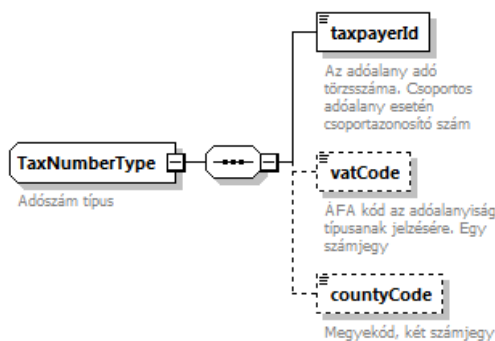 taxpayerId
Az adóalany adó
törzsszáma. Csoportos
adóalany esetén
csoportazonosító szám
TaxNumberType
Adószám típus
vatCode
ÁFA kód az adóalanyiság
típusanak jelzésére. Egy
számjegy
countyCode
Megyekód, két számjegy